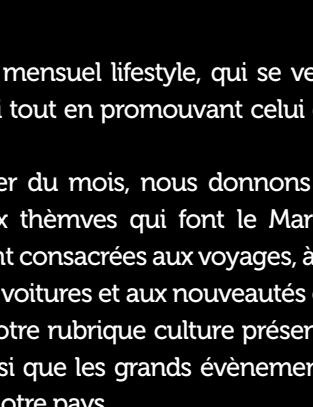 mensuel lifestyle, qui se ve
i tout en promouvant celui
er du mois, nous donnons
x thèmves qui font le Mar
nt consacrées aux voyages, à
voitures et aux nouveautés
otre rubrique culture présen
si que les grands évènemen
otre pays